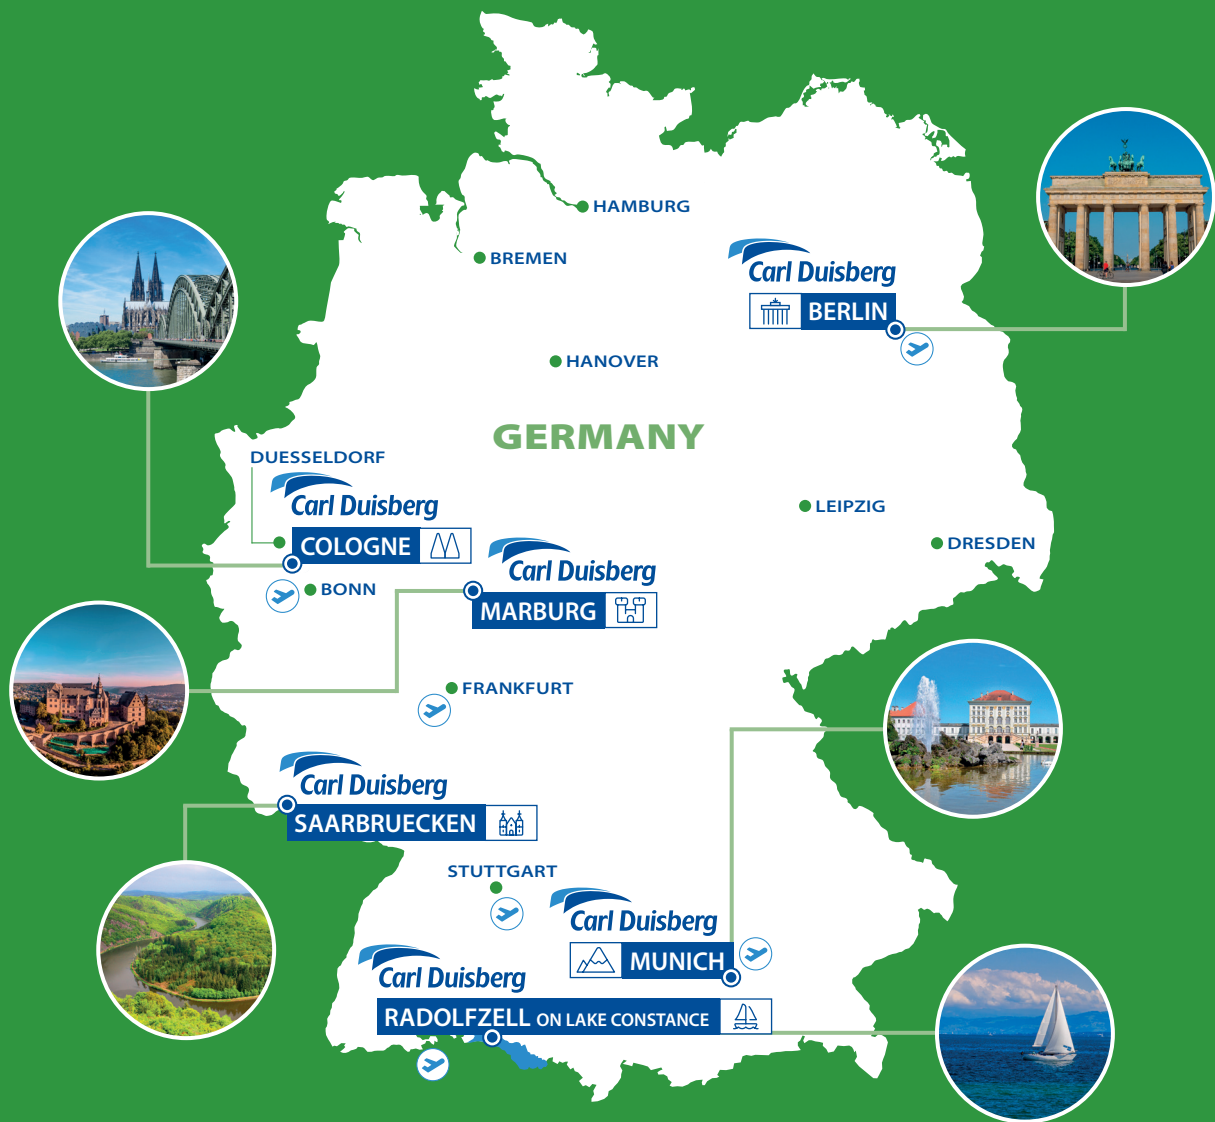 HAMBURG
BREMEN
Carl Duisberg
BERLIN
HANOVER
GERMANY
DUESSELDORF
Carl Duisberg
COLOGNE
LEIPZIG
DRESDEN
BONN
Carl Duisberg
MARBURG
FRANKFURT
Carl Duisberg
SAARBRUECKEN
STUTTGART
Carl Duisberg
MUNICH
Carl Duisberg
RADOLFZELL ON LAKE CONSTANCE